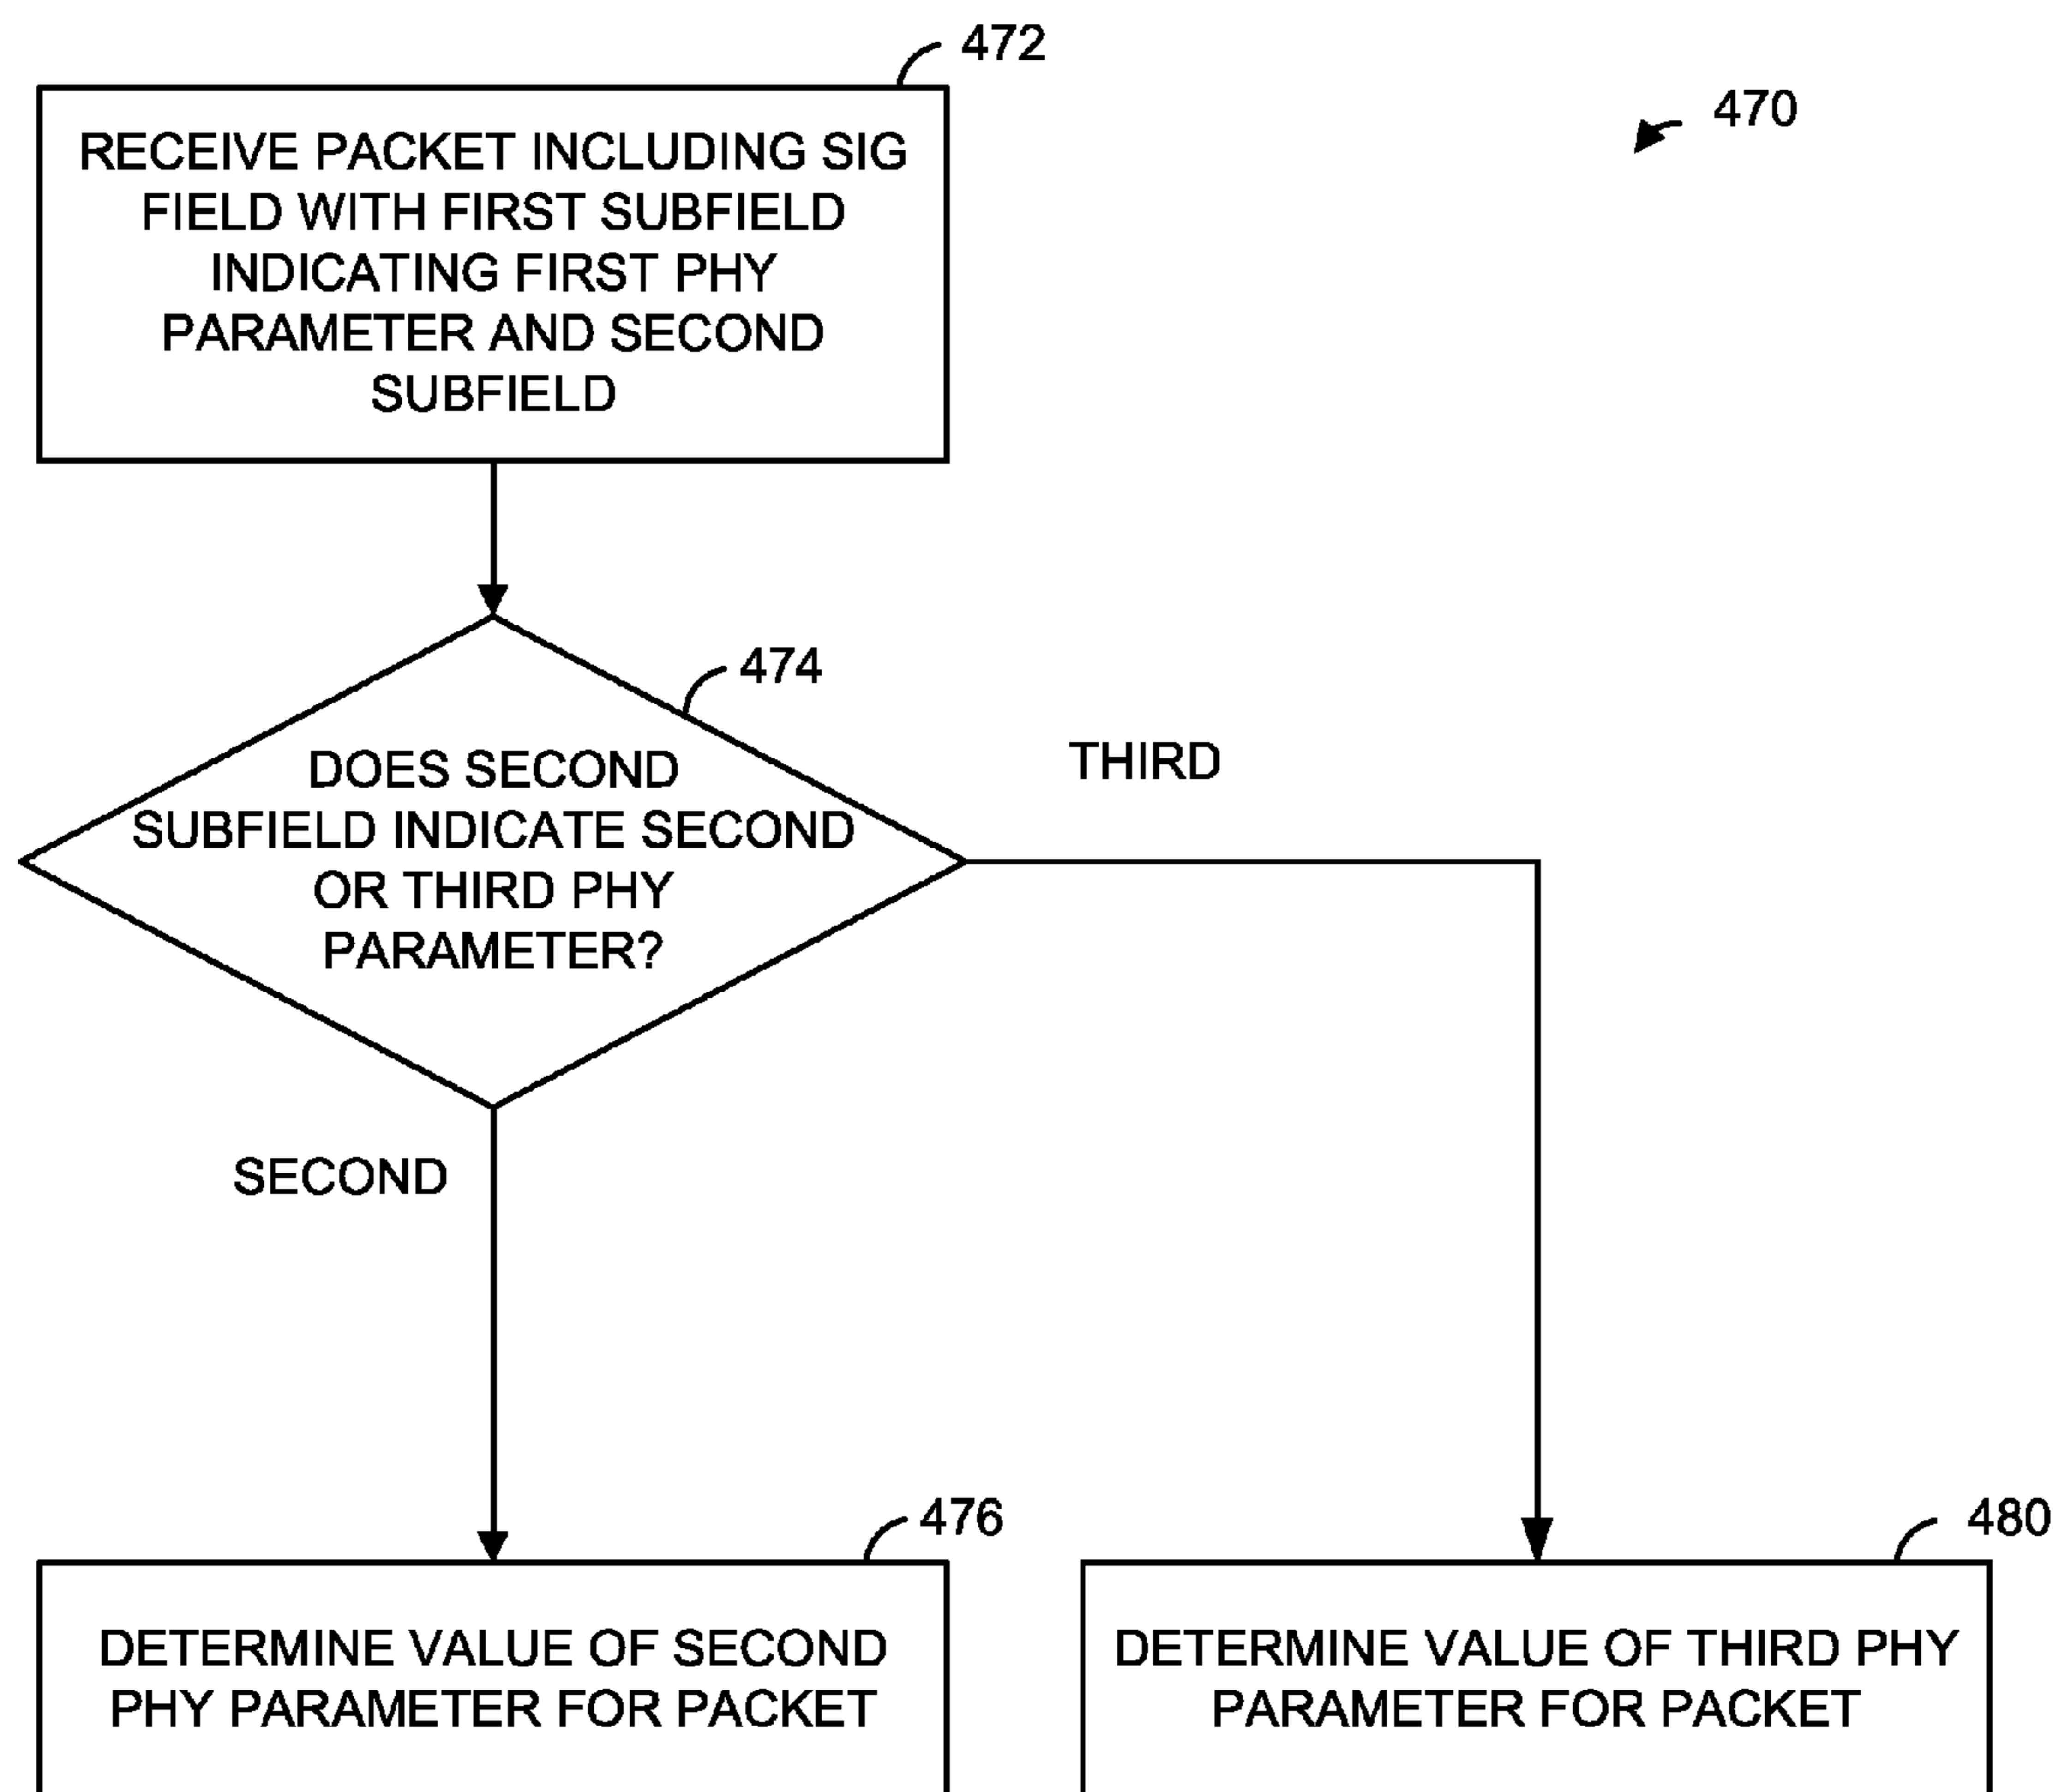 472
470
RECEIVE PACKET INCLUDING SIG
FIELD WITH FIRST SUBFIELD
INDICATING FIRST PHY
PARAMETER AND SECOND
SUBFIELD
474
DOES SECOND
SUBFIELD INDICATE SECOND
OR THIRD PHY
PARAMETER?
THIRD
SECOND
476
480
DETERMINE VALUE OF SECOND
PHY PARAMETER FOR PACKET
DETERMINE VALUE OF THIRD PHY
PARAMETER FOR PACKET